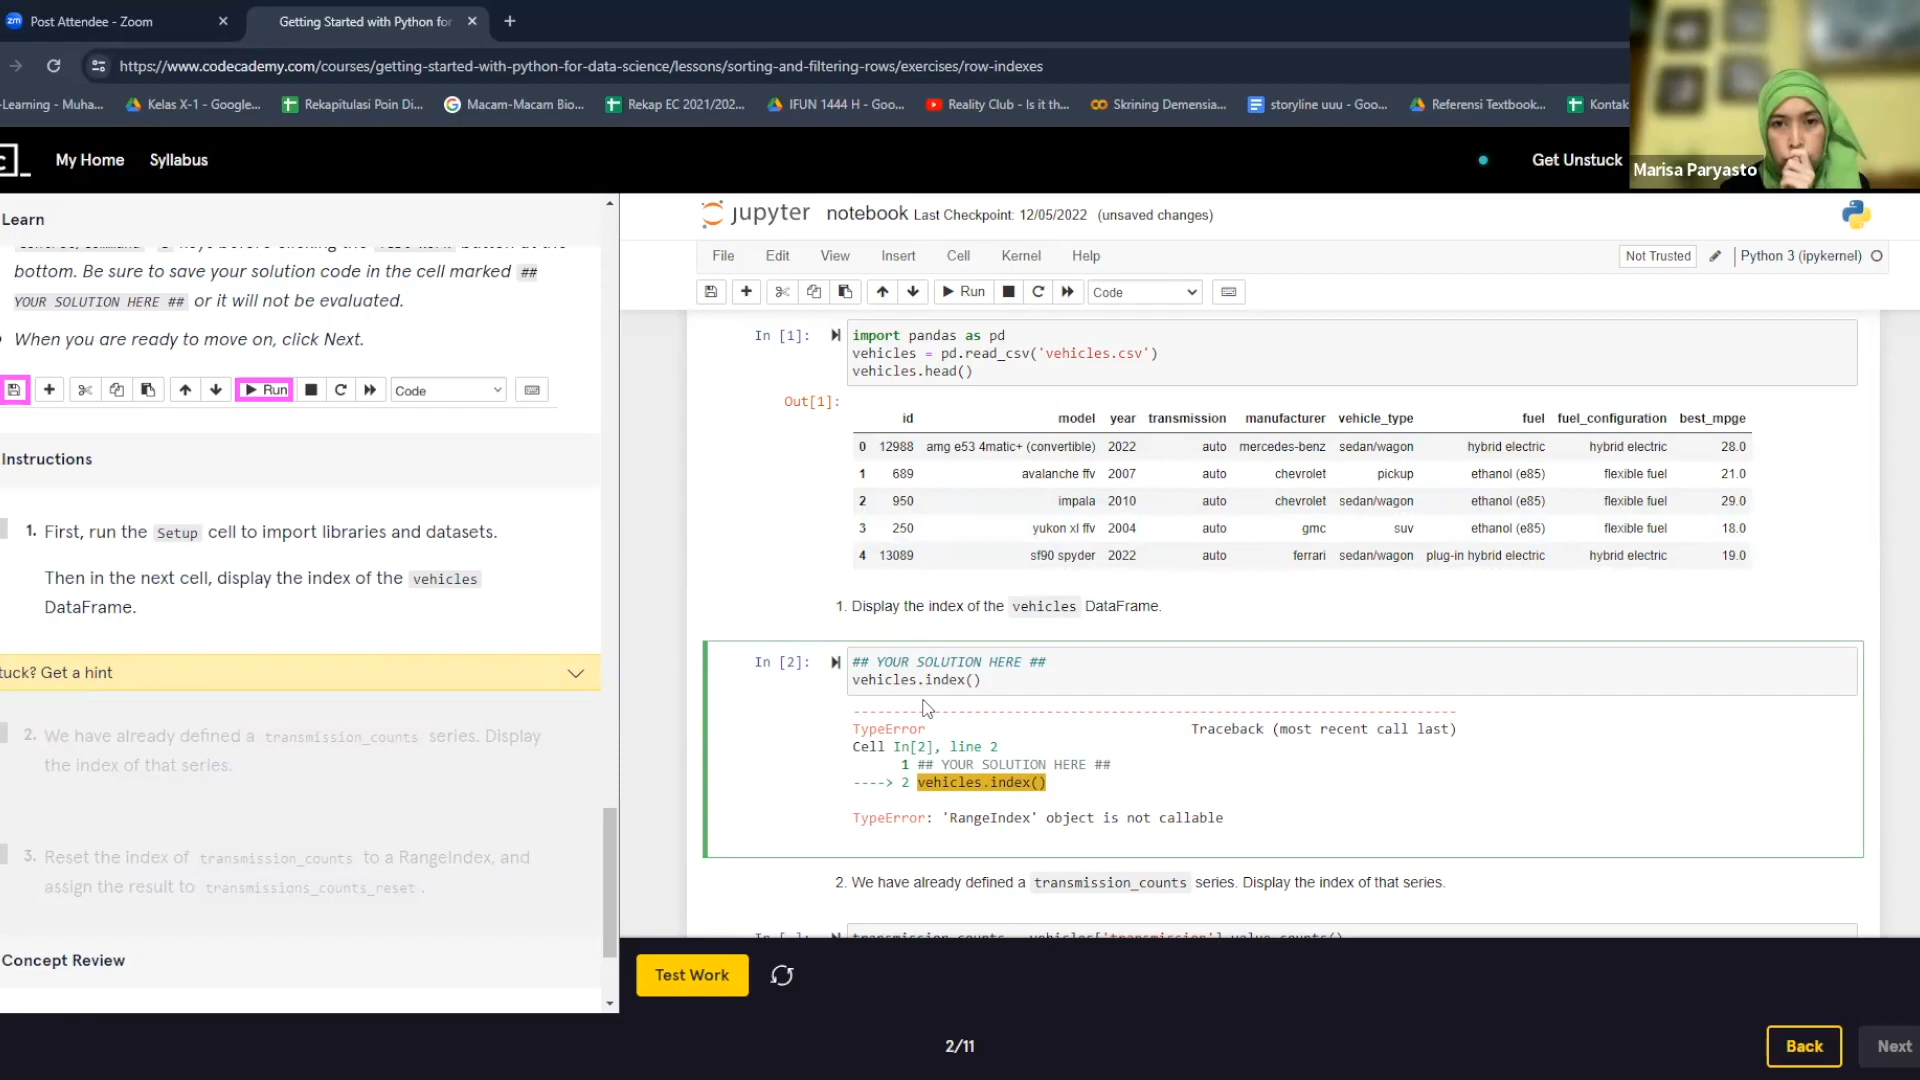 Post Attendee - Zoom
Getting Started with Python for
https://www.codecademy.com/courses/getting-started-with-python-for-data-science/lessons/sorting-and-filtering-rows/exercises/row-indexes
-Learning - Muha...
Kelas X-1 - Google...
Rekapitulasi Poin Di...
Macam-Macam Bio...
Rekap EC 2021/202...
IFUN 1444 H - Goo...
Reality Club - Is it th...
Skrining Demensia...
storyline uuu - Goo...
Referensi Textbook...
Kontak
My Home
Syllabus
Get Unstuck
Marisa Paryasto
Learn
bottom. Be sure to save your solution code in the cell marked ##
YOUR SOLUTION HERE ## or it will not be evaluated.
When you are ready to move on, click Next.
Run
Code
Instructions
1. First, run the Setup cell to import libraries and datasets.
Then in the next cell, display the index of the vehicles
DataFrame.
tuck? Get a hint
2. We have already defined a transmission_counts series. Display
the index of that series.
3. Reset the index of transmission_counts to a RangeIndex, and
assign the result to transmissions_counts_reset.
Concept Review
jupyter notebook Last Checkpoint: 12/05/2022 (unsaved changes)
File Edit View Insert Cell Kernel Help
Not Trusted
Python 3 (ipykernel)
Run
Code
In [1]:
import pandas as pd
vehicles = pd.read_csv('vehicles.csv')
vehicles.head()
Out[1]:
id model year transmission manufacturer vehicle_type fuel fuel_configuration best_mpge
0 12988 amg e53 4matic+ (convertible) 2022 auto mercedes-benz sedan/wagon hybrid electric hybrid electric 28.0
1 689 avalanche ffv 2007 auto chevrolet pickup ethanol (e85) flexible fuel 21.0
2 950 impala 2010 auto chevrolet sedan/wagon ethanol (e85) flexible fuel 29.0
3 250 yukon xl ffv 2004 auto gmc suv ethanol (e85) flexible fuel 18.0
4 13089 sf90 spyder 2022 auto ferrari sedan/wagon plug-in hybrid electric hybrid electric 19.0
1. Display the index of the vehicles DataFrame.
In [2]:
## YOUR SOLUTION HERE ##
vehicles.index()
TypeError Traceback (most recent call last)
Cell In[2], line 2
1 ## YOUR SOLUTION HERE ##
----> 2 vehicles.index()
TypeError: 'RangeIndex' object is not callable
2. We have already defined a transmission_counts series. Display the index of that series.
Test Work
2/11
Back
Next